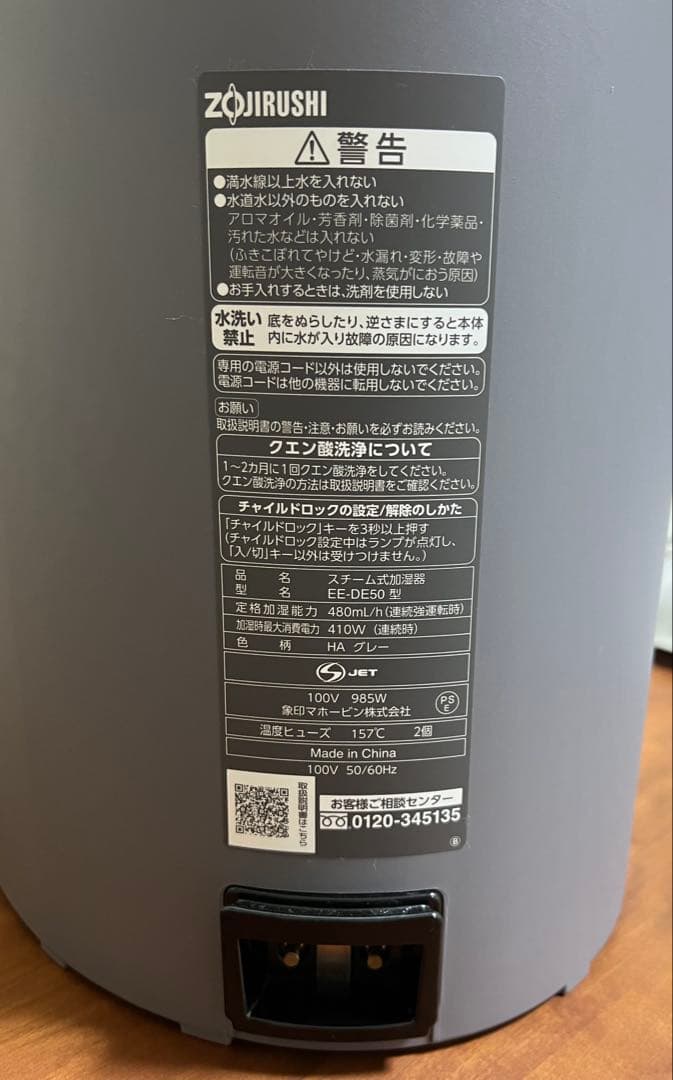 ZOJIRUSHI
警告
●満水線以上水を入れない
●水道水以外のものを入れない
アロマオイル・芳香剤・除菌剤・化学薬品・
汚れた水などは入れない
(ふきこぼれてやけど・水漏れ・変形・故障や
運転音が大きくなったり、蒸気がにおう原因)
●お手入れするときは、洗剤を使用しない
水洗い禁止
底をぬらしたり、逆さまにすると本体
内に水が入り故障の原因になります。
専用の電源コード以外は使用しないでください。
電源コードは他の機器に転用しないでください。
お願い
取扱説明書の警告・注意・お願いを必ずお読みください。
クエン酸洗浄について
1〜2カ月に1回クエン酸洗浄をしてください。
クエン酸洗浄の方法は取扱説明書をご確認ください。
チャイルドロックの設定/解除のしかた
「チャイルドロック」キーを3秒以上押す
(チャイルドロック設定中はランプが点灯し、
「入/切」キー以外は受けつけません。)
品名 スチーム式加湿器
型名 EE-DE50 型
定格加湿能力 480mL/h(連続強運転時)
加湿時最大消費電力 410W (連続時)
色柄 HA グレー
S JET
100V 985W
象印マホービン株式会社
PS
E
温度ヒューズ 157℃ 2個
Made in China
100V 50/60Hz
取扱説明書はこちら
お客様ご相談センター
0120-345135
B